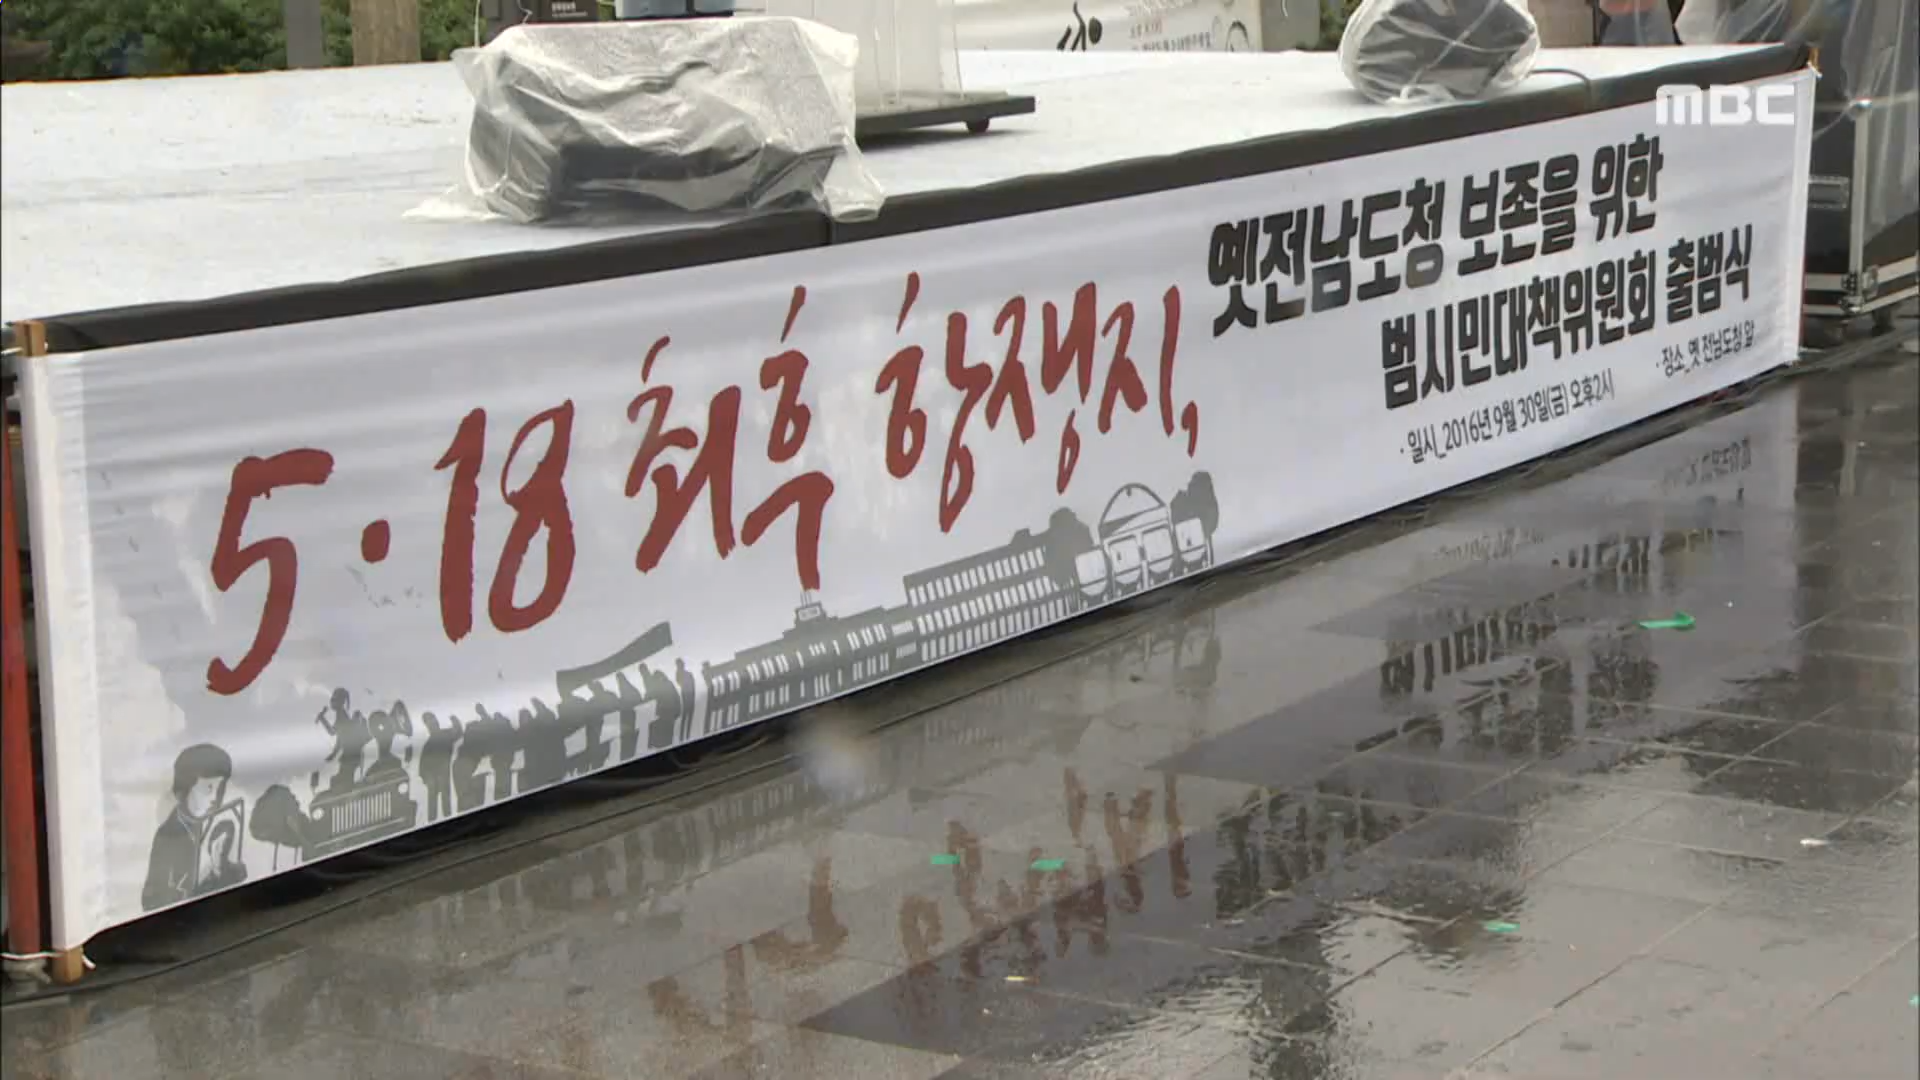 MBC
5·18 최후 항쟁지,
옛전남도청 보존을 위한
범시민대책위원회 출범식
· 일시_2016년 9월 30일(금) 오후2시
· 장소_옛 전남도청 앞